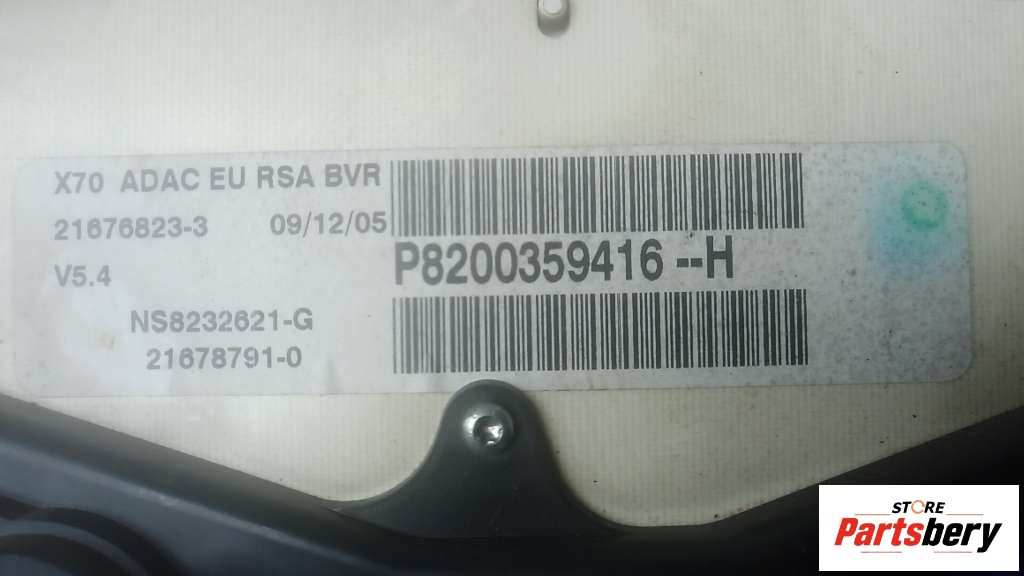 X70 ADAC EU RSA BVR
21676823-3 09/12/05
V5.4
P8200359416--H
NS8232621-G
21678791-0
STORE
Partsbery